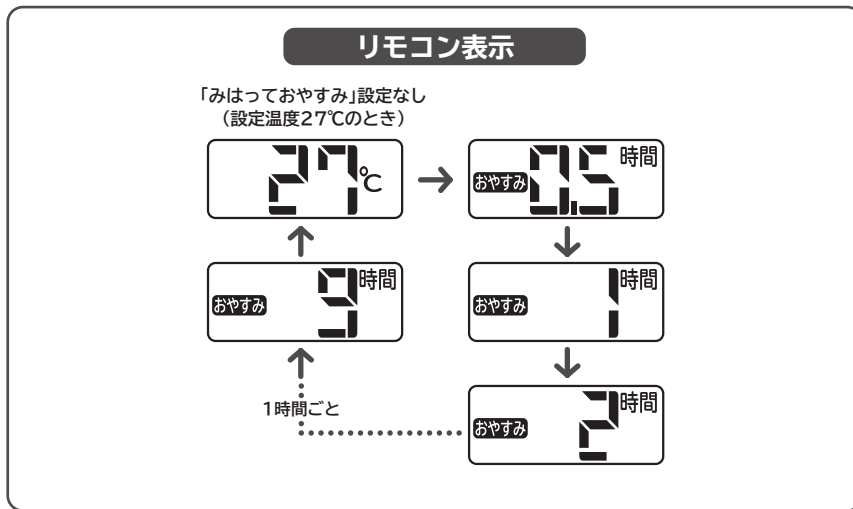 リモコン表示
「みはっておやすみ」設定なし
(設定温度27℃のとき)
27℃
おやすみ 0.5 時間
おやすみ 1 時間
おやすみ 2 時間
1時間ごと
おやすみ 9 時間